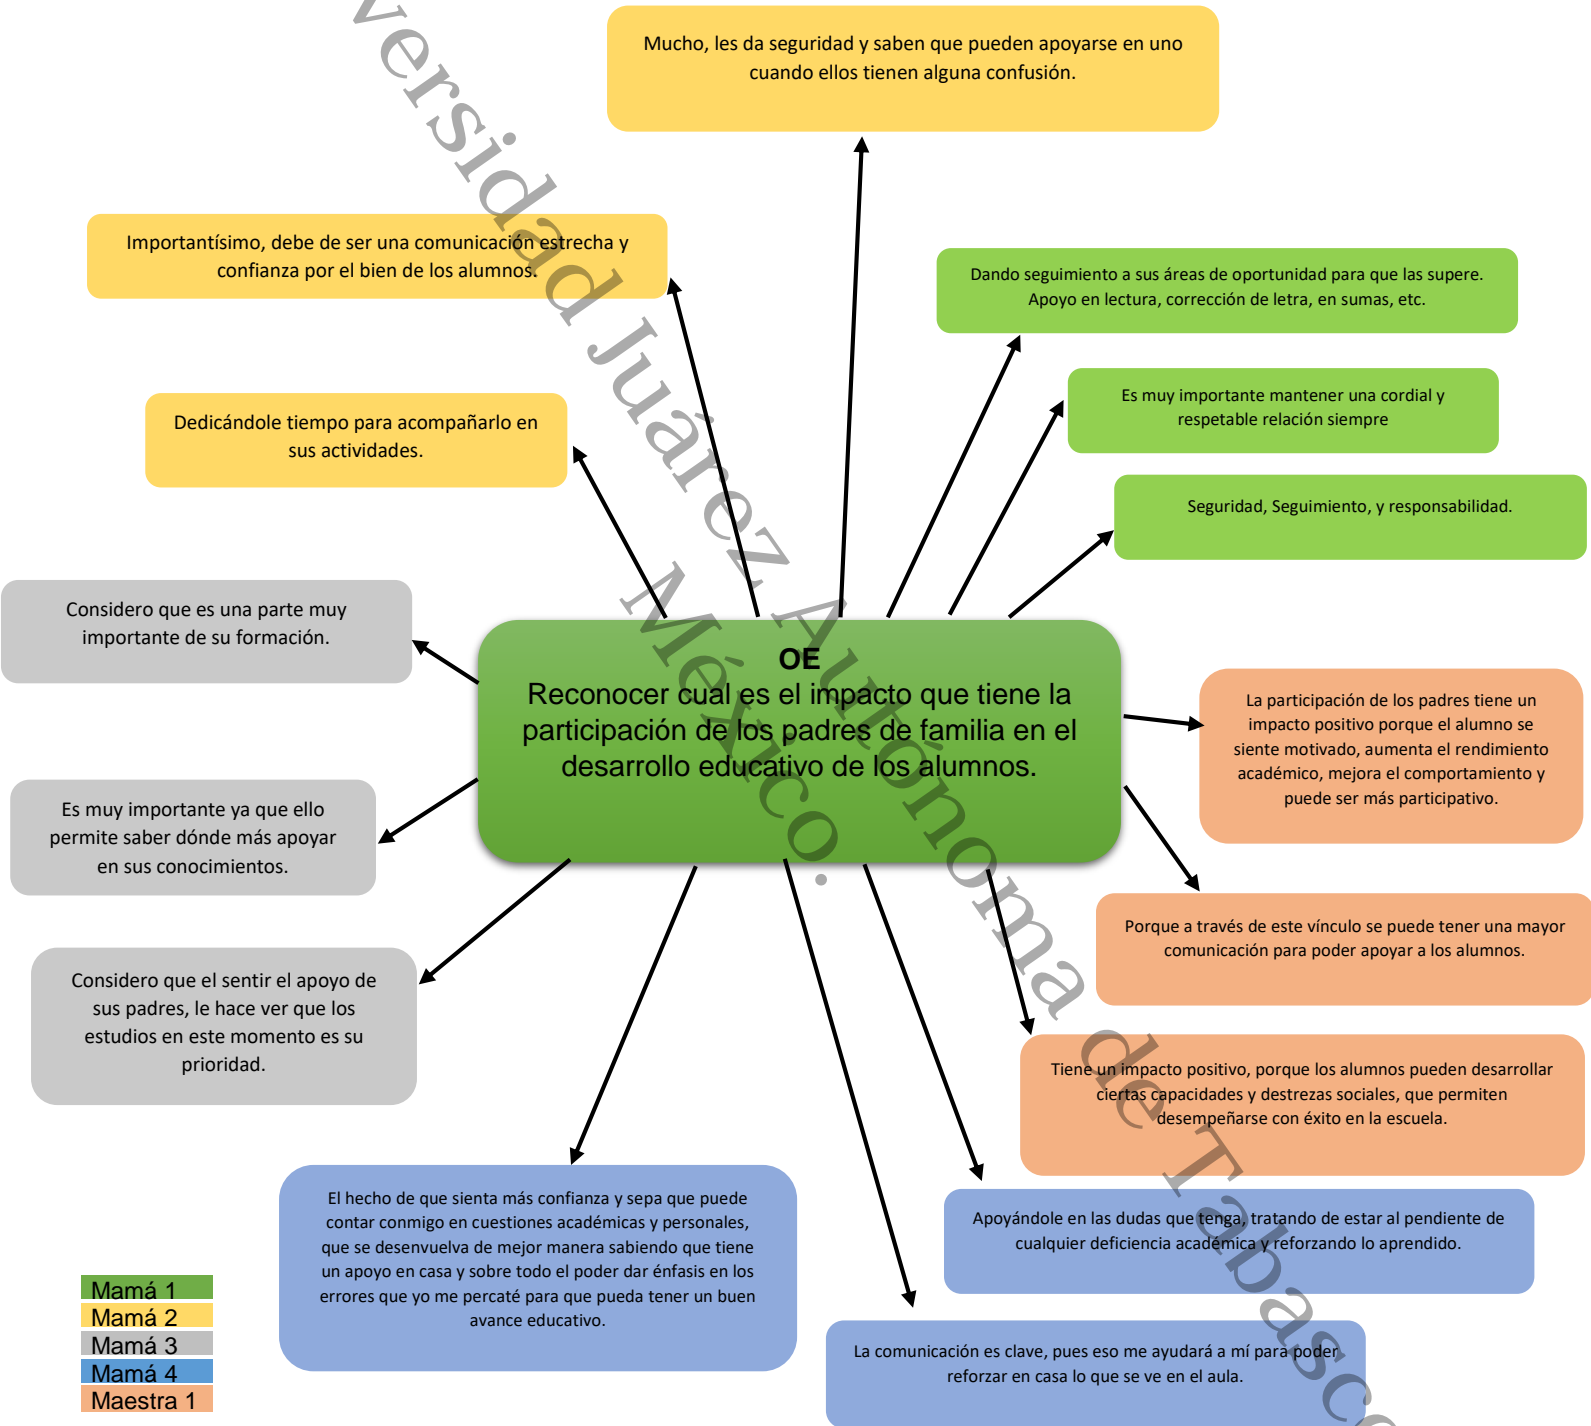 Mucho, les da seguridad y saben que pueden apoyarse en uno
cuando ellos tienen alguna confusión.
Importantísimo, debe de ser una comunicación estrecha y
confianza por el bien de los alumnos.
Dando seguimiento a sus áreas de oportunidad para que las supere.
Apoyo en lectura, corrección de letra, en sumas, etc.
Es muy importante mantener una cordial y
respetable relación siempre
Dedicándole tiempo para acompañarlo en
sus actividades.
Seguridad, Seguimiento, y responsabilidad.
Considero que es una parte muy
importante de su formación.
OE
Reconocer cual es el impacto que tiene la
participación de los padres de familia en el
desarrollo educativo de los alumnos.
La participación de los padres tiene un
impacto positivo porque el alumno se
siente motivado, aumenta el rendimiento
académico, mejora el comportamiento y
puede ser más participativo.
Es muy importante ya que ello
permite saber dónde más apoyar
en sus conocimientos.
Porque a través de este vínculo se puede tener una mayor
comunicación para poder apoyar a los alumnos.
Considero que el sentir el apoyo de
sus padres, le hace ver que los
estudios en este momento es su
prioridad.
Tiene un impacto positivo, porque los alumnos pueden desarrollar
ciertas capacidades y destrezas sociales, que permiten
desempeñarse con éxito en la escuela.
El hecho de que sienta más confianza y sepa que puede
contar conmigo en cuestiones académicas y personales,
que se desenvuelva de mejor manera sabiendo que tiene
un apoyo en casa y sobre todo el poder dar énfasis en los
errores que yo me percaté para que pueda tener un buen
avance educativo.
Apoyándole en las dudas que tenga, tratando de estar al pendiente de
cualquier deficiencia académica y reforzando lo aprendido.
La comunicación es clave, pues eso me ayudará a mí para poder
reforzar en casa lo que se ve en el aula.
Mamá 1
Mamá 2
Mamá 3
Mamá 4
Maestra 1
versidad Juárez Autónoma de Tabasco
México.